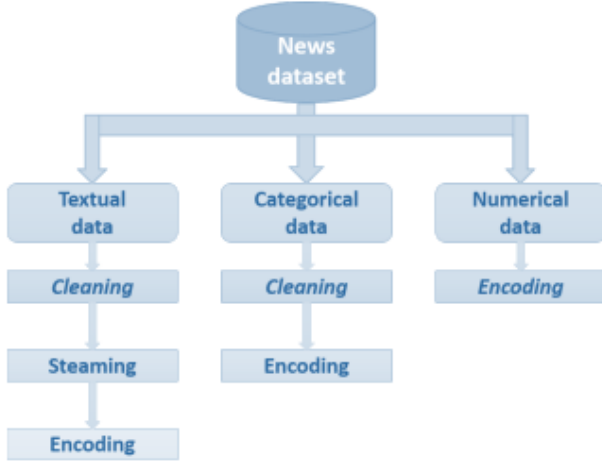 News
dataset
Textual
data
Categorical
data
Numerical
data
Cleaning
Cleaning
Encoding
Steaming
Encoding
Encoding